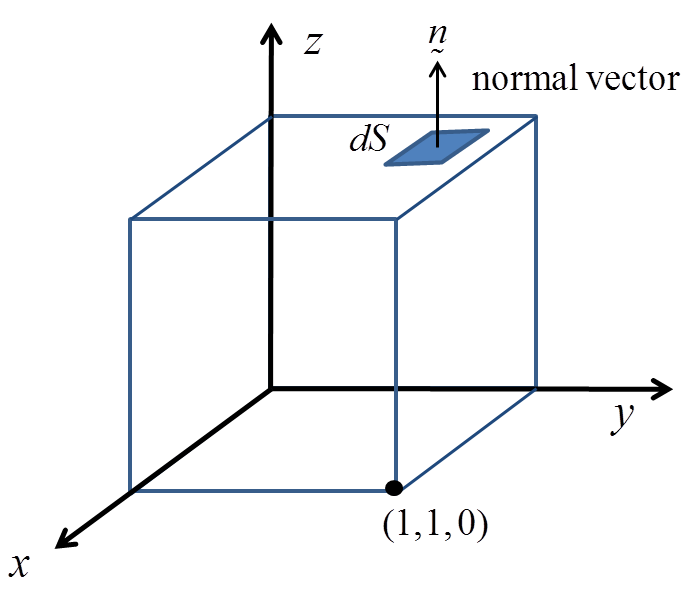 z
n
normal vector
dS
y
(1,1,0)
x